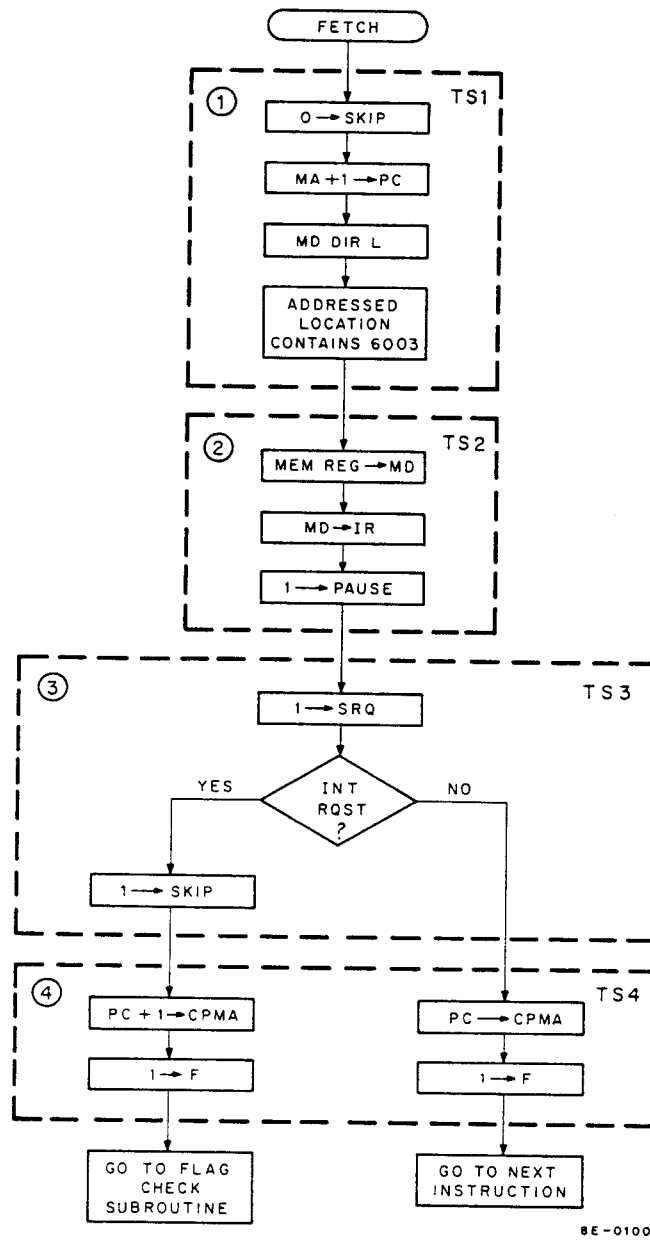 FETCH
1
TS1
0→SKIP
MA+1→PC
MD DIR L
ADDRESSED
LOCATION
CONTAINS 6003
2
TS2
MEM REG→MD
MD→IR
1→PAUSE
3
TS3
1→SRQ
YES
INT
RQST
?
NO
1→SKIP
4
TS4
PC+1→CPMA
PC→CPMA
1→F
1→F
GO TO FLAG
CHECK
SUBROUTINE
GO TO NEXT
INSTRUCTION
8E-0100